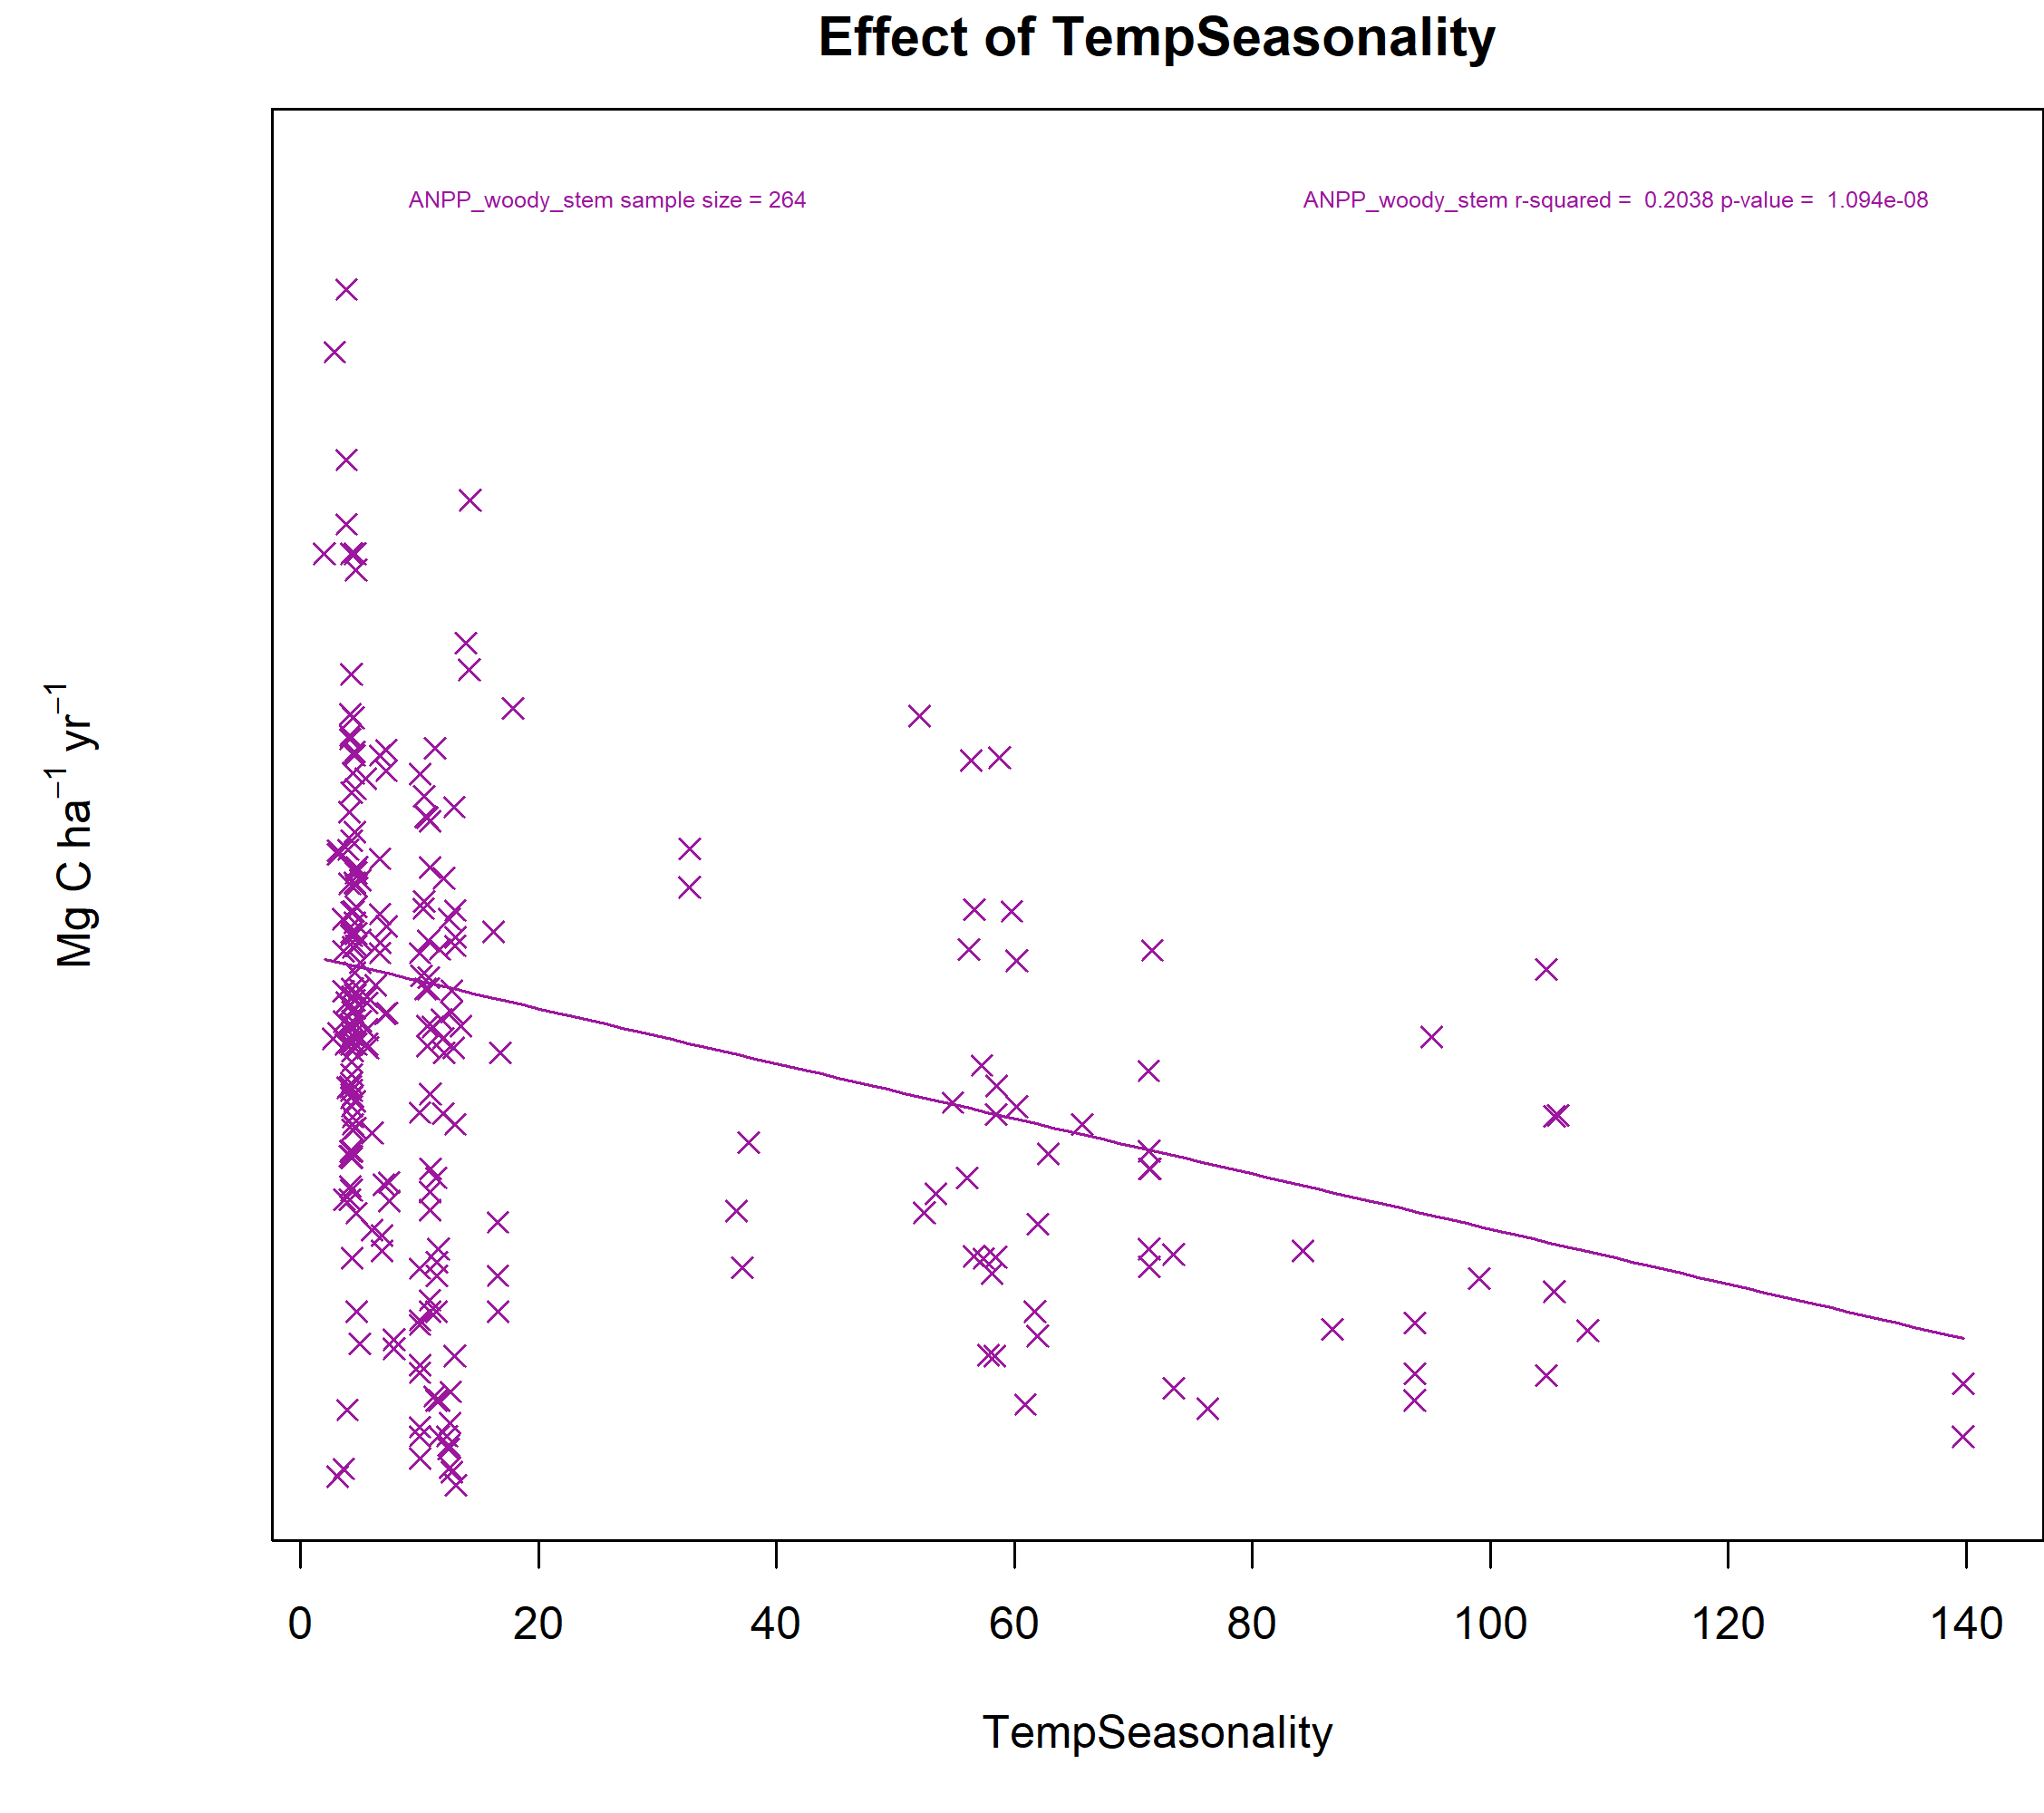 Effect of TempSeasonality
ANPP_woody_stem sample size = 264
ANPP_woody_stem r-squared = 0.2038 p-value = 1.094e-08
Mg C ha⁻¹ yr⁻¹
0 20 40 60 80 100 120 140
TempSeasonality